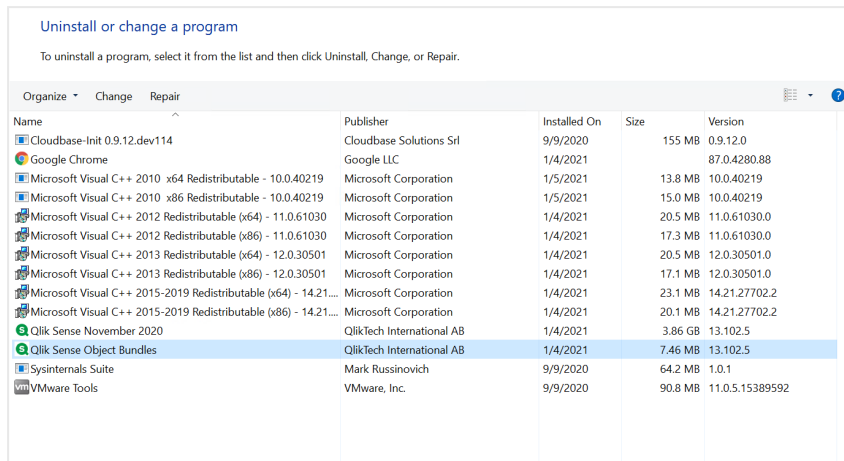 Uninstall or change a program
To uninstall a program, select it from the list and then click Uninstall, Change, or Repair.
Organize Change Repair ?
Name Publisher Installed On Size Version
Cloudbase-Init 0.9.12.dev114 Cloudbase Solutions Srl 9/9/2020 155 MB 0.9.12.0
Google Chrome Google LLC 1/4/2021 87.0.4280.88
Microsoft Visual C++ 2010 x64 Redistributable - 10.0.40219 Microsoft Corporation 1/5/2021 13.8 MB 10.0.40219
Microsoft Visual C++ 2010 x86 Redistributable - 10.0.40219 Microsoft Corporation 1/5/2021 15.0 MB 10.0.40219
Microsoft Visual C++ 2012 Redistributable (x64) - 11.0.61030 Microsoft Corporation 1/4/2021 20.5 MB 11.0.61030.0
Microsoft Visual C++ 2012 Redistributable (x86) - 11.0.61030 Microsoft Corporation 1/4/2021 17.3 MB 11.0.61030.0
Microsoft Visual C++ 2013 Redistributable (x64) - 12.0.30501 Microsoft Corporation 1/4/2021 20.5 MB 12.0.30501.0
Microsoft Visual C++ 2013 Redistributable (x86) - 12.0.30501 Microsoft Corporation 1/4/2021 17.1 MB 12.0.30501.0
Microsoft Visual C++ 2015-2019 Redistributable (x64) - 14.21.... Microsoft Corporation 1/4/2021 23.1 MB 14.21.27702.2
Microsoft Visual C++ 2015-2019 Redistributable (x86) - 14.21.... Microsoft Corporation 1/4/2021 20.1 MB 14.21.27702.2
Qlik Sense November 2020 QlikTech International AB 1/4/2021 3.86 GB 13.102.5
Qlik Sense Object Bundles QlikTech International AB 1/4/2021 7.46 MB 13.102.5
Sysinternals Suite Mark Russinovich 9/9/2020 64.2 MB 1.0.1
vm VMware Tools VMware, Inc. 9/9/2020 90.8 MB 11.0.5.15389592